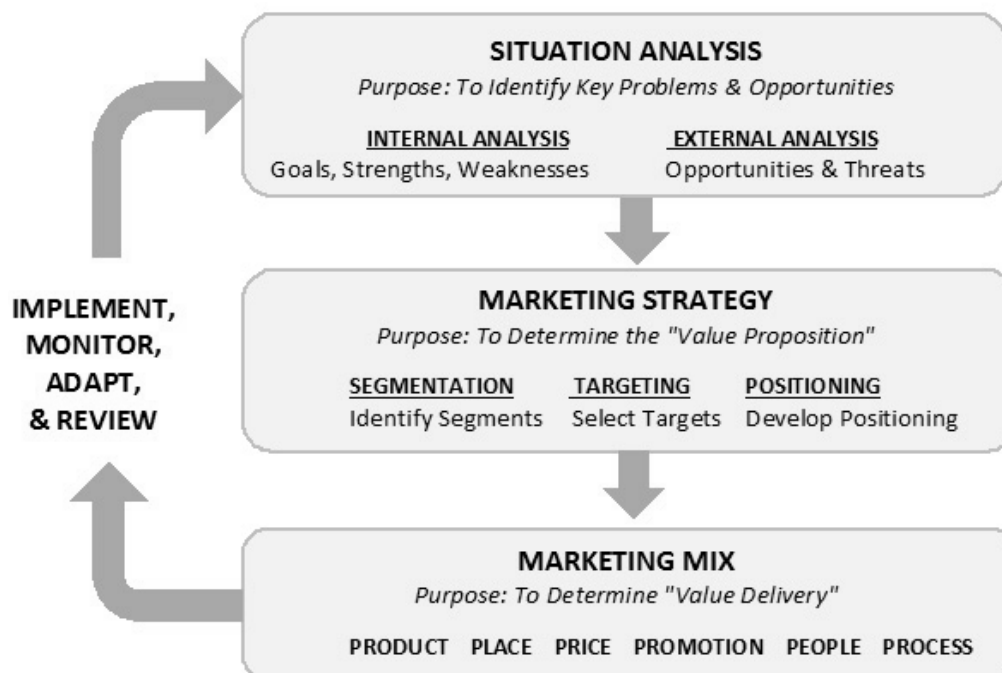 SITUATION ANALYSIS
Purpose: To Identify Key Problems & Opportunities
INTERNAL ANALYSIS EXTERNAL ANALYSIS
Goals, Strengths, Weaknesses Opportunities & Threats
MARKETING STRATEGY
Purpose: To Determine the "Value Proposition"
SEGMENTATION TARGETING POSITIONING
Identify Segments Select Targets Develop Positioning
MARKETING MIX
Purpose: To Determine "Value Delivery"
PRODUCT PLACE PRICE PROMOTION PEOPLE PROCESS
IMPLEMENT,
MONITOR,
ADAPT,
& REVIEW